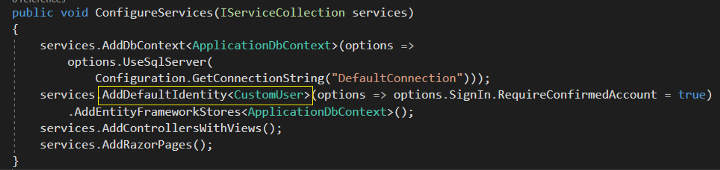 public void ConfigureServices(IServiceCollection services)
{
services.AddDbContext<ApplicationDbContext>(options =>
options.UseSqlServer(
Configuration.GetConnectionString("DefaultConnection")));
services.AddDefaultIdentity<CustomUser>(options => options.SignIn.RequireConfirmedAccount = true)
.AddEntityFrameworkStores<ApplicationDbContext>();
services.AddControllersWithViews();
services.AddRazorPages();
}